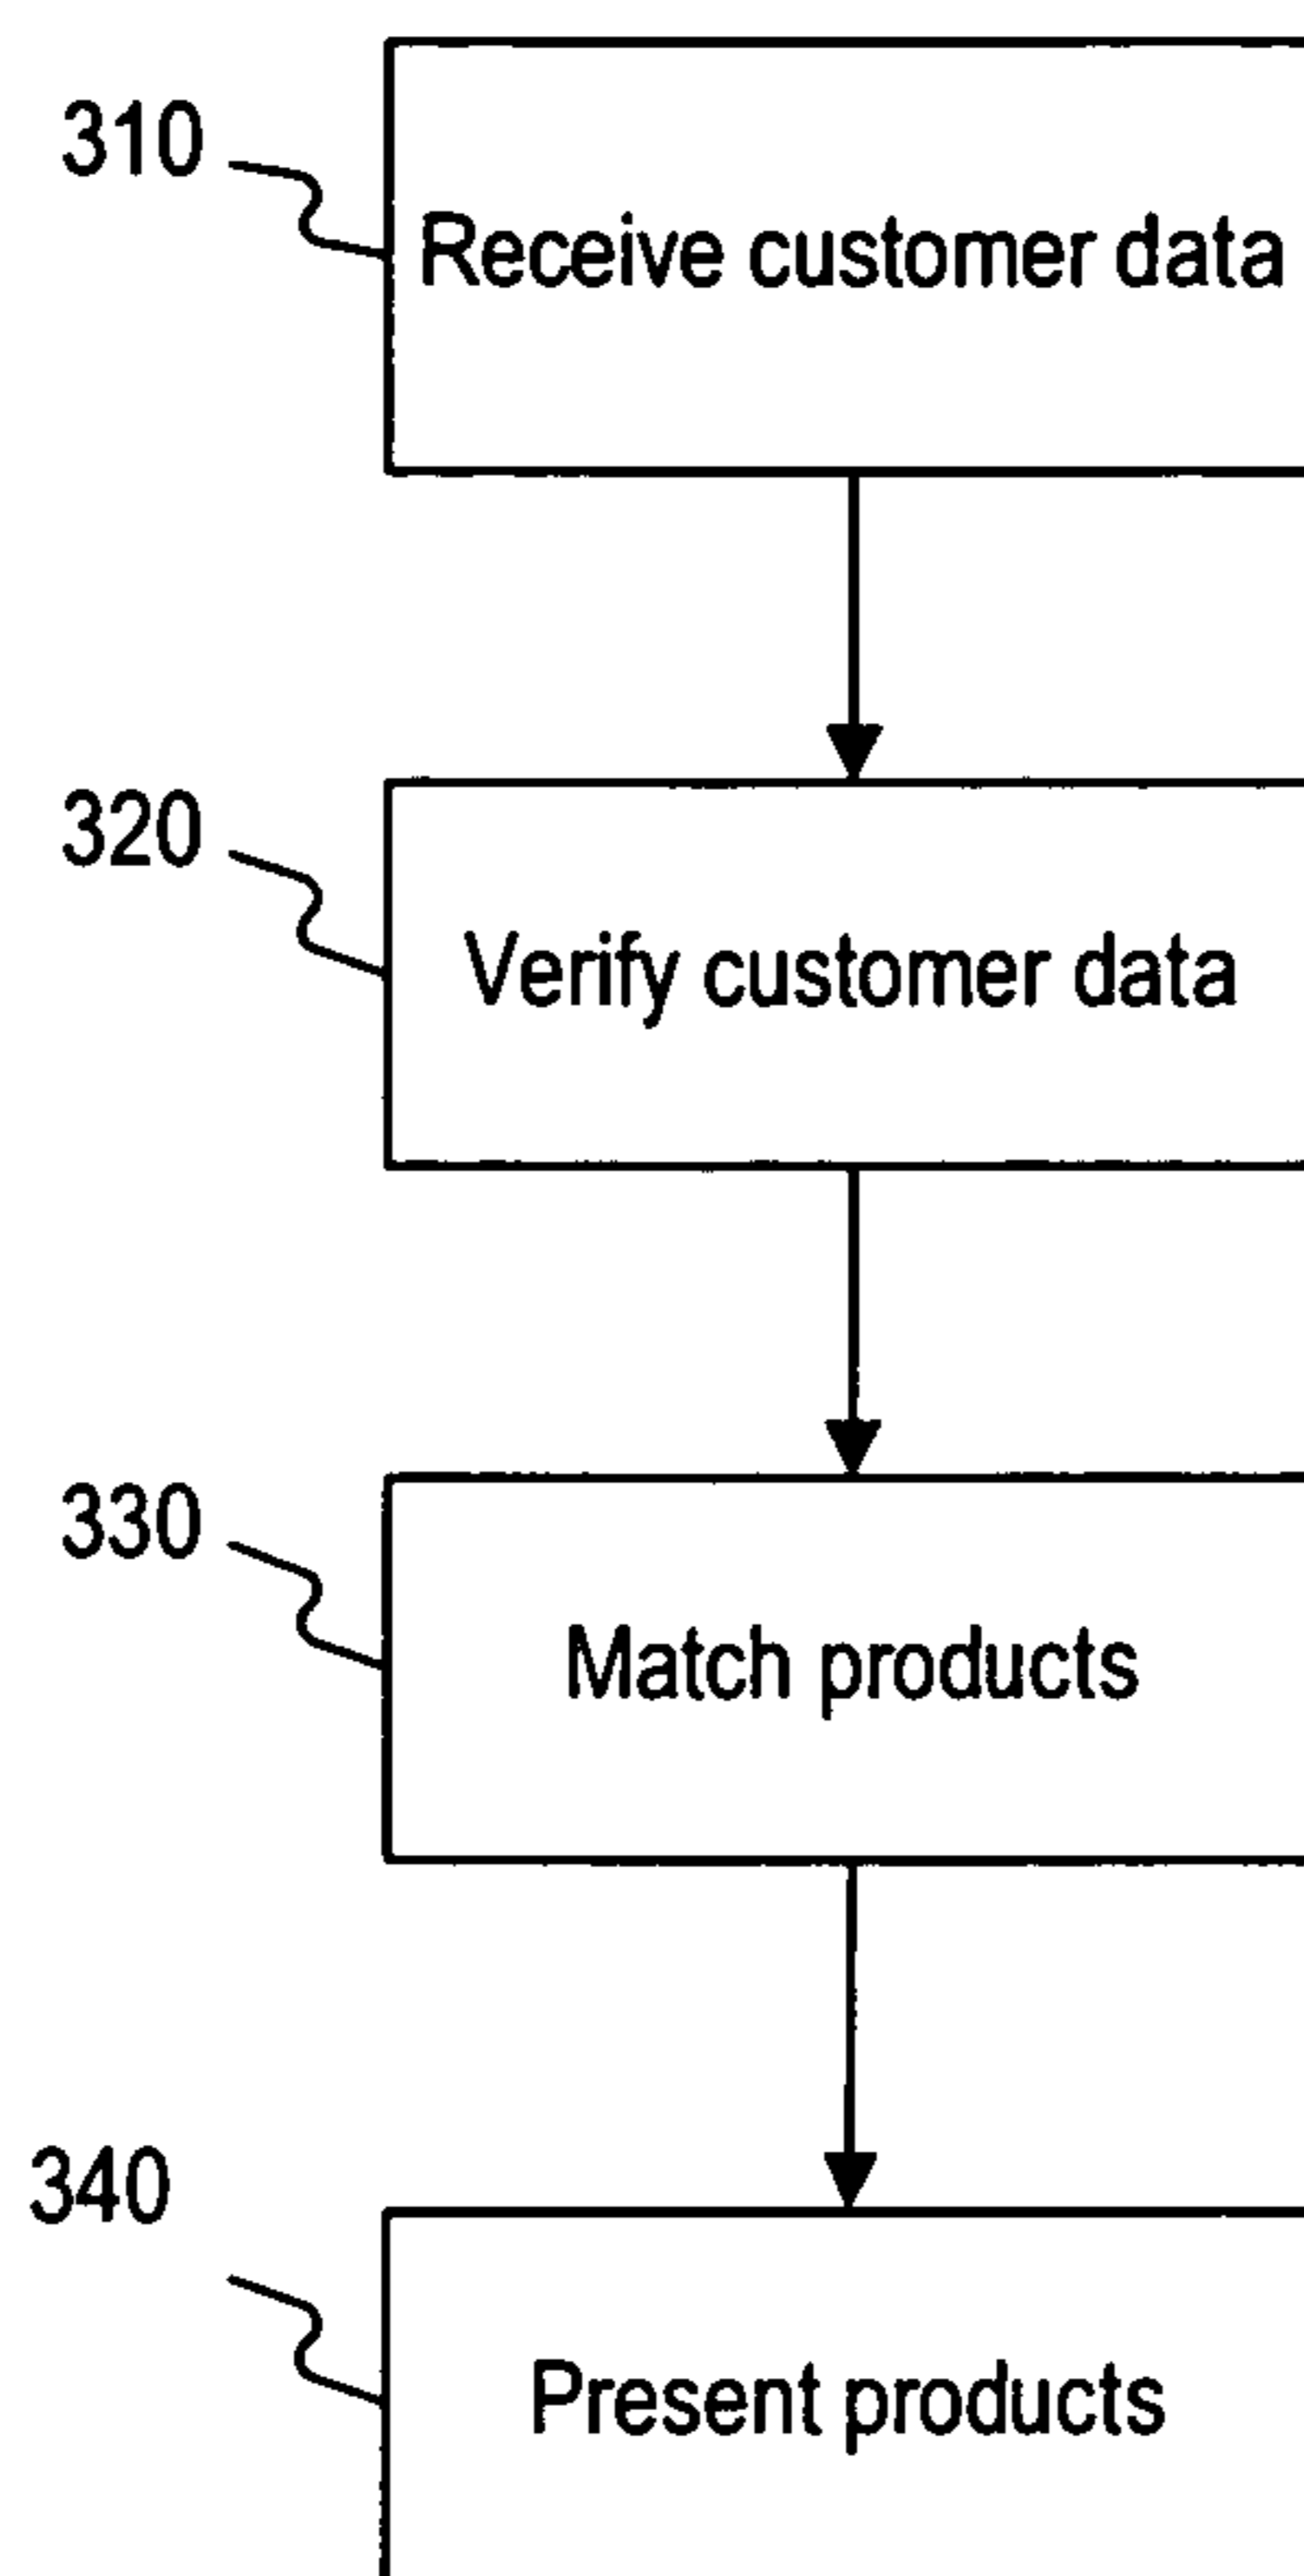 310
Receive customer data
320
Verify customer data
330
Match products
340
Present products